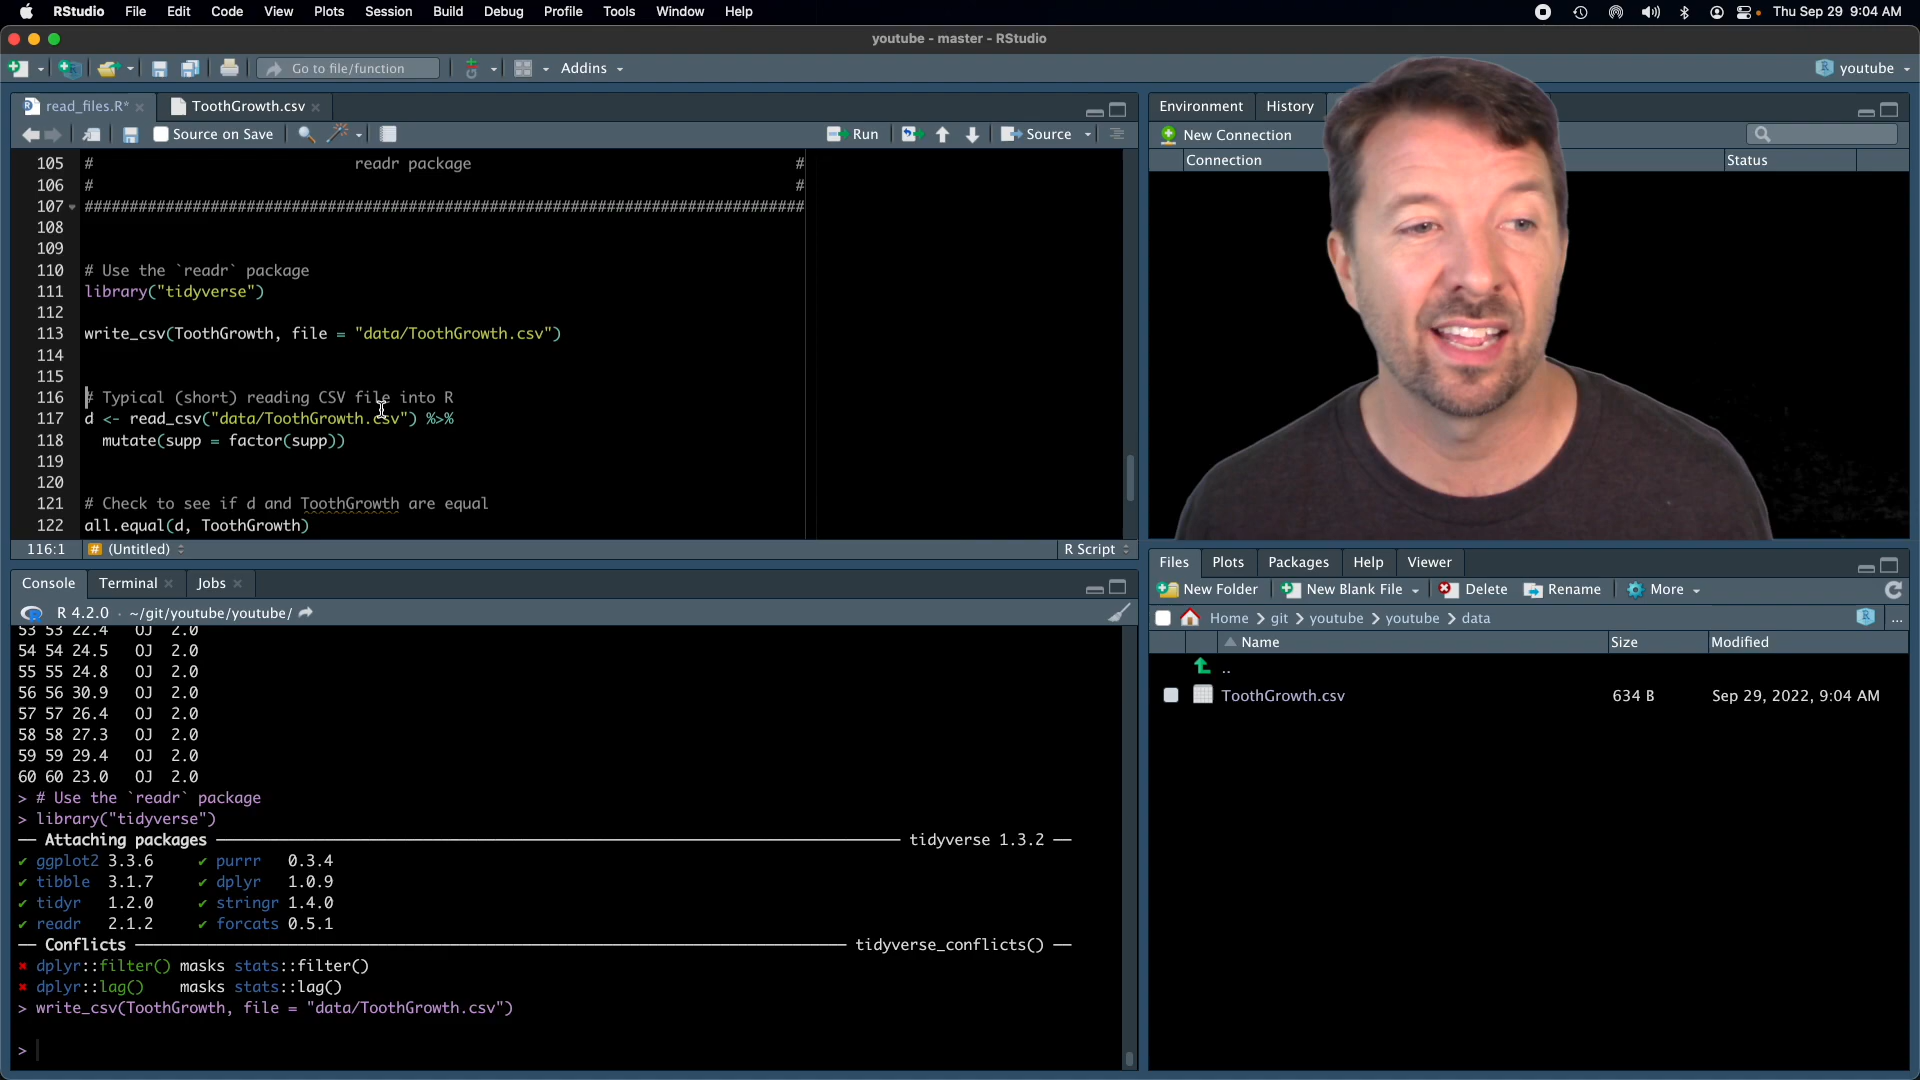 RStudio File Edit Code View Plots Session Build Debug Profile Tools Window Help
Thu Sep 29 9:04 AM
youtube - master - RStudio
Go to file/function
Addins
youtube
read_files.R*
ToothGrowth.csv
Source on Save
Run
Source
105 # readr package #
106 # #
107 ################################################################################
108
109
110 # Use the `readr` package
111 library("tidyverse")
112
113 write_csv(ToothGrowth, file = "data/ToothGrowth.csv")
114
115
116 # Typical (short) reading CSV file into R
117 d <- read_csv("data/ToothGrowth.csv") %>%
118 mutate(supp = factor(supp))
119
120
121 # Check to see if d and ToothGrowth are equal
122 all.equal(d, ToothGrowth)
116:1 # (Untitled) R Script
Console Terminal Jobs
R 4.2.0 · ~/git/youtube/youtube/
53 53 22.4 OJ 2.0
54 54 24.5 OJ 2.0
55 55 24.8 OJ 2.0
56 56 30.9 OJ 2.0
57 57 26.4 OJ 2.0
58 58 27.3 OJ 2.0
59 59 29.4 OJ 2.0
60 60 23.0 OJ 2.0
> # Use the `readr` package
> library("tidyverse")
── Attaching packages ── tidyverse 1.3.2 ──
✔ ggplot2 3.3.6 ✔ purrr 0.3.4
✔ tibble 3.1.7 ✔ dplyr 1.0.9
✔ tidyr 1.2.0 ✔ stringr 1.4.0
✔ readr 2.1.2 ✔ forcats 0.5.1
── Conflicts ── tidyverse_conflicts() ──
✖ dplyr::filter() masks stats::filter()
✖ dplyr::lag() masks stats::lag()
> write_csv(ToothGrowth, file = "data/ToothGrowth.csv")
>
Environment History
New Connection
Connection Status
Files Plots Packages Help Viewer
New Folder New Blank File Delete Rename More
Home > git > youtube > youtube > data
...
Name Size Modified
..
ToothGrowth.csv 634 B Sep 29, 2022, 9:04 AM